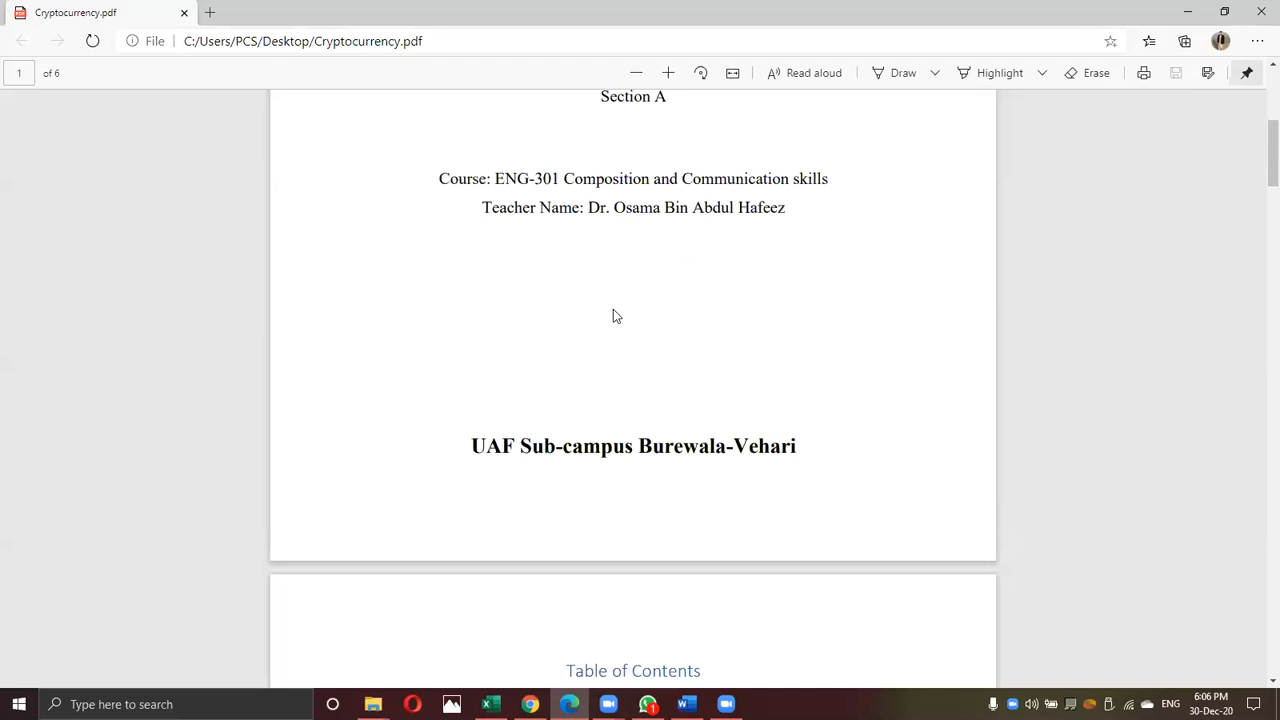 Cryptocurrency.pdf
File
C:/Users/PCS/Desktop/Cryptocurrency.pdf
1
of 6
Read aloud
Draw
Highlight
Erase
Section A
Course: ENG-301 Composition and Communication skills
Teacher Name: Dr. Osama Bin Abdul Hafeez
UAF Sub-campus Burewala-Vehari
Table of Contents
Type here to search
1
ENG
6:06 PM
30-Dec-20